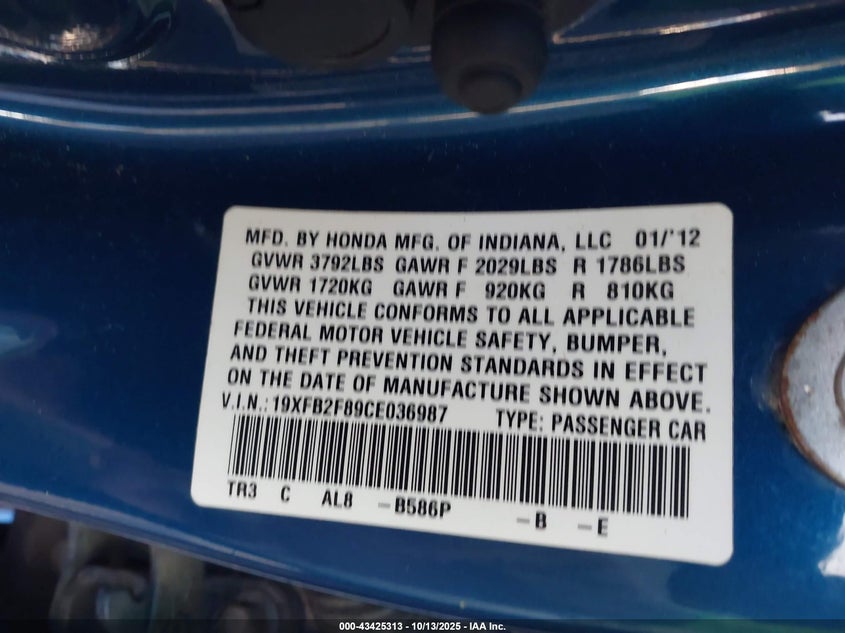 MFD. BY HONDA MFG. OF INDIANA, LLC 01/'12
GVWR 3792LBS GAWR F 2029LBS R 1786LBS
GVWR 1720KG GAWR F 920KG R 810KG
THIS VEHICLE CONFORMS TO ALL APPLICABLE
FEDERAL MOTOR VEHICLE SAFETY, BUMPER,
AND THEFT PREVENTION STANDARDS IN EFFECT
ON THE DATE OF MANUFACTURE SHOWN ABOVE.
V.I.N.: 19XFB2F89CE036987 TYPE: PASSENGER CAR
TR3 C AL8 -B586P -B -E
000-43425313 - 10/13/2025 - IAA Inc.